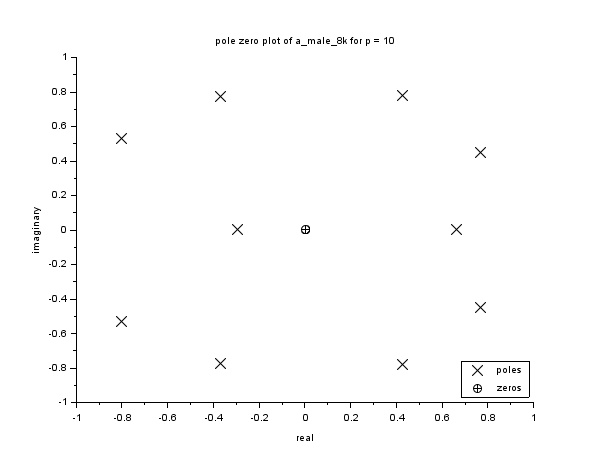 pole zero plot of a_male_8k for p = 10
1
0.8
0.6
0.4
0.2
0
-0.2
-0.4
-0.6
-0.8
-1
imaginary
-1 -0.8 -0.6 -0.4 -0.2 0 0.2 0.4 0.6 0.8 1
real
poles
zeros